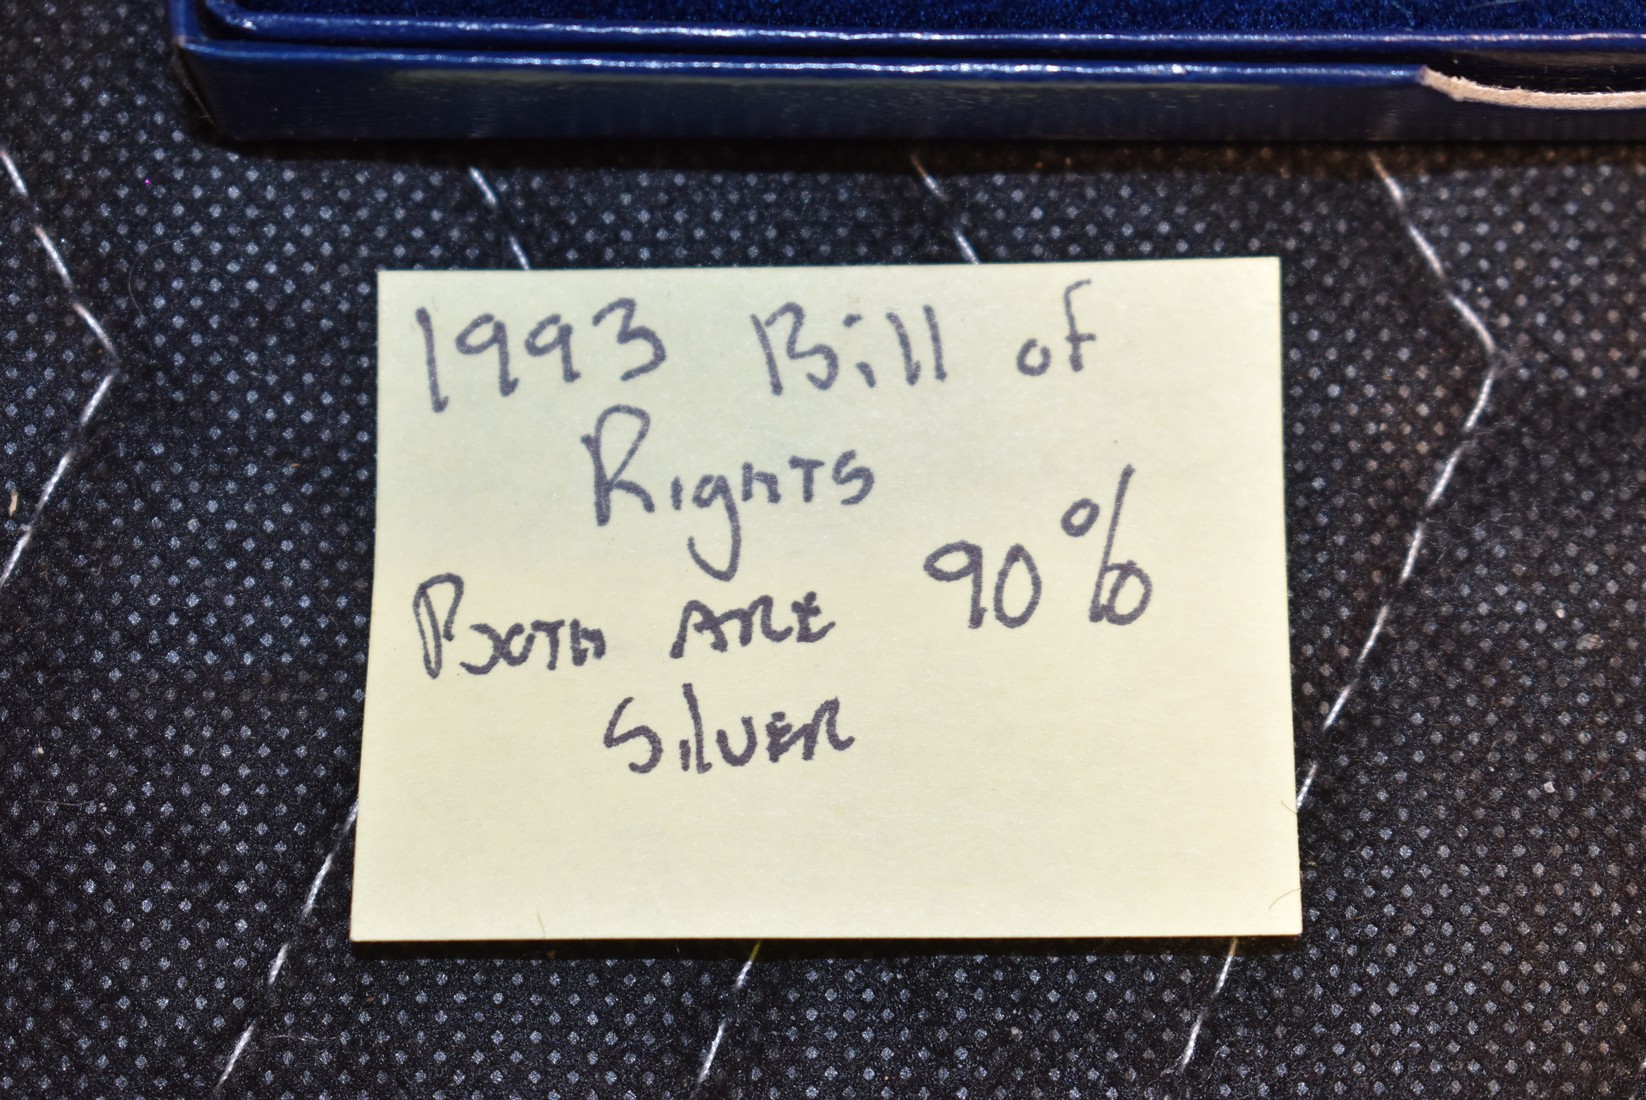 1993 Bill of
Rights
Both are 90%
Silver